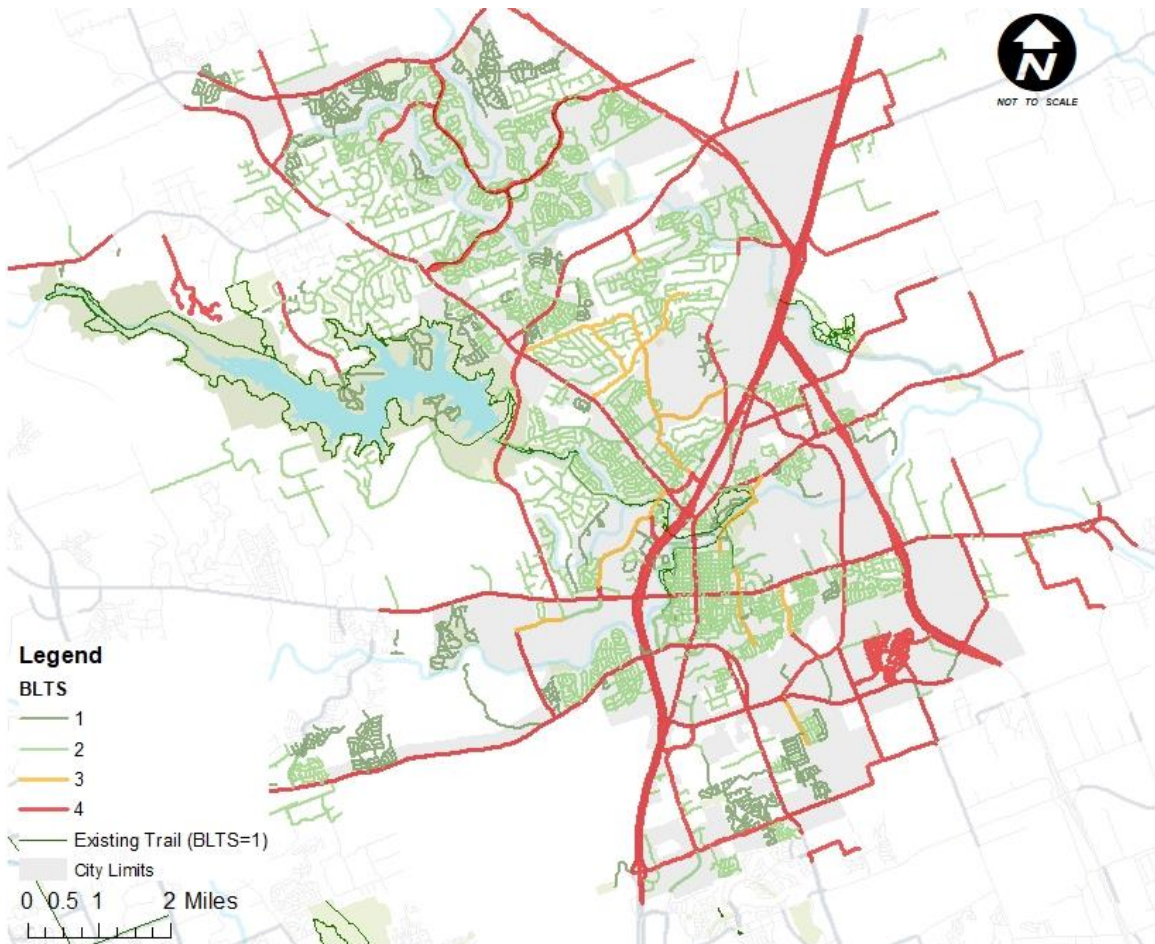 N
NOT TO SCALE
Legend
BLTS
1
2
3
4
Existing Trail (BLTS=1)
City Limits
0 0.5 1 2 Miles